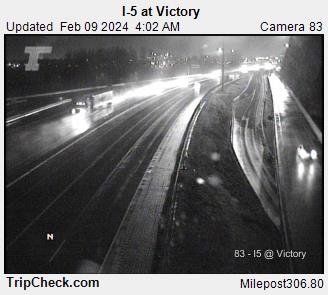 I-5 at Victory
Updated Feb 09 2024 4:02 AM Camera 83
T
N
83 - I5 @ Victory
TripCheck.com Milepost306.80